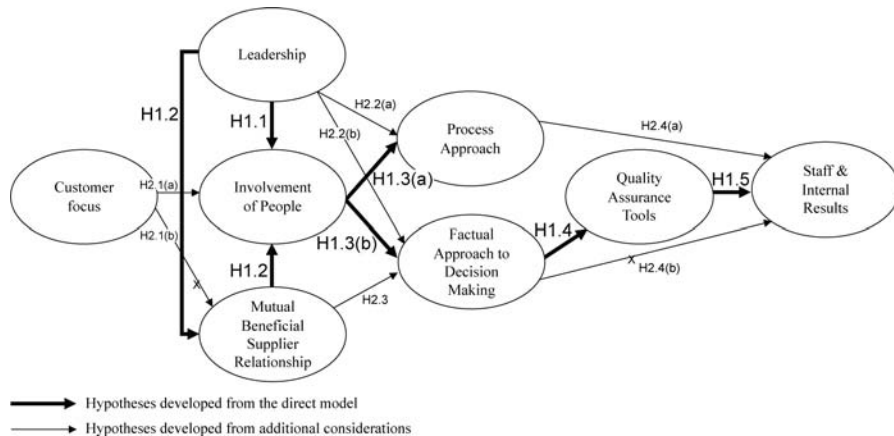 Leadership
H1.2
H1.1
H2.2(a)
H2.2(b)
Process
Approach
H2.4(a)
Customer
focus
H2.1(a)
H2.1(b)
Involvement
of People
H1.3(a)
H1.3(b)
Quality
Assurance
Tools
H1.5
Staff &
Internal
Results
H1.2
Factual
Approach to
Decision
Making
H1.4
X
H2.4(b)
X
Mutual
Beneficial
Supplier
Relationship
H2.3
Hypotheses developed from the direct model
Hypotheses developed from additional considerations